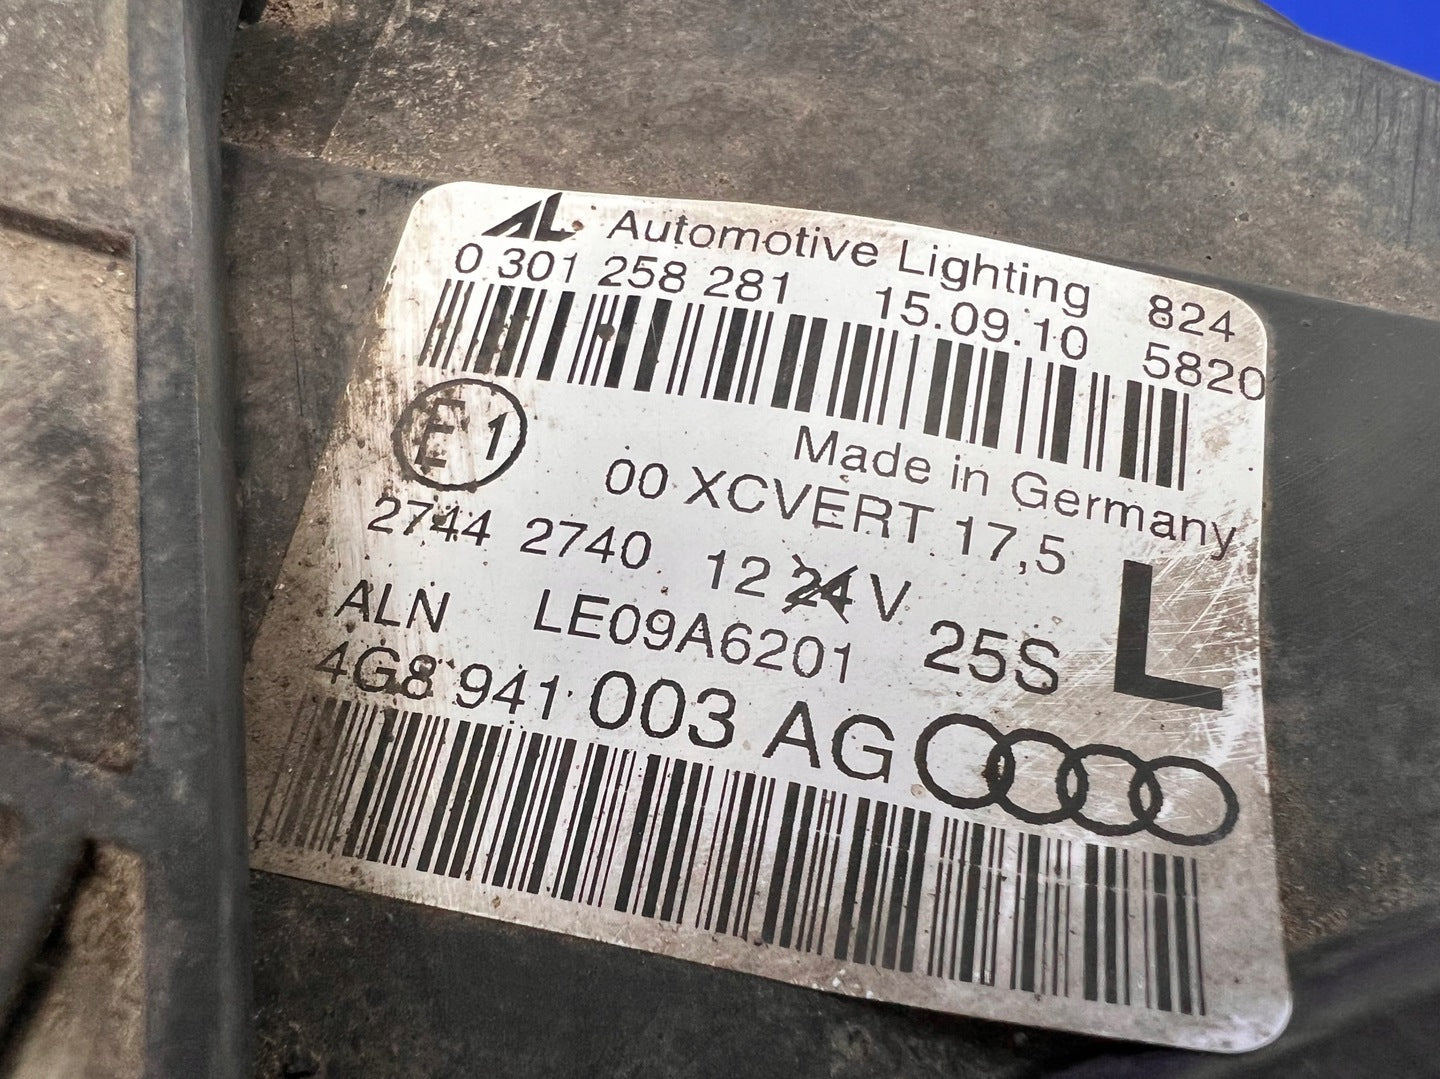 AL Automotive Lighting 824
0 301 258 281 15.09.10 5820
E1 Made in Germany
00 XCVERT 17,5
2744 2740 12 24 V L
ALN LE09A6201 25S
4G8 941 003 AG